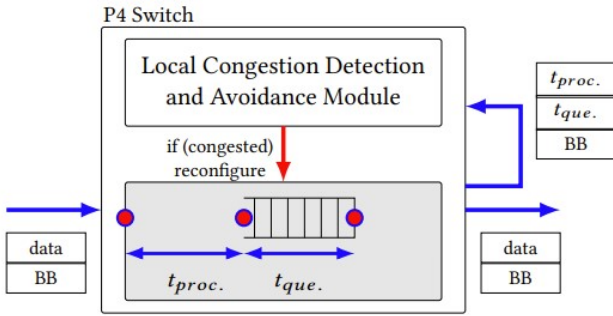 P4 Switch
Local Congestion Detection
and Avoidance Module
if (congested)
reconfigure
t_proc.
t_que.
BB
data
BB
t_proc.
t_que.
data
BB